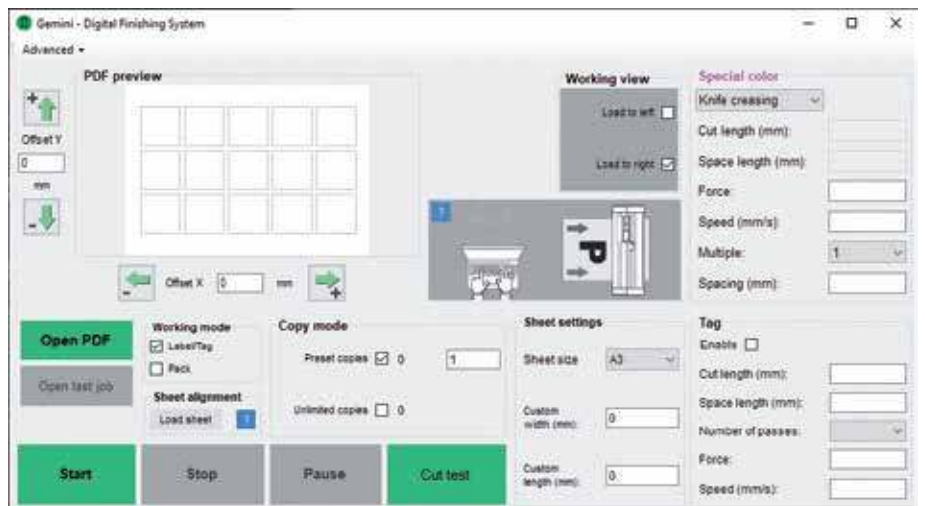 Gemini - Digital Finishing System
Advanced
PDF preview
Offset Y
0
mm
Offset X 0 mm
Working view
Load to left
Load to right
?
Special color
Knife creasing
Cut length (mm):
Space length (mm):
Force:
Speed (mm/s):
Multiple: 1
Spacing (mm):
Open PDF
Open last job
Working mode
Label/Tag
Pack
Sheet alignment
Load sheet ?
Copy mode
Preset copies 0 1
Unlimited copies 0
Sheet settings
Sheet size A3
Custom
width (mm): 0
Custom
length (mm): 0
Tag
Enable
Cut length (mm):
Space length (mm):
Number of passes:
Force:
Speed (mm/s):
Start
Stop
Pause
Cut test